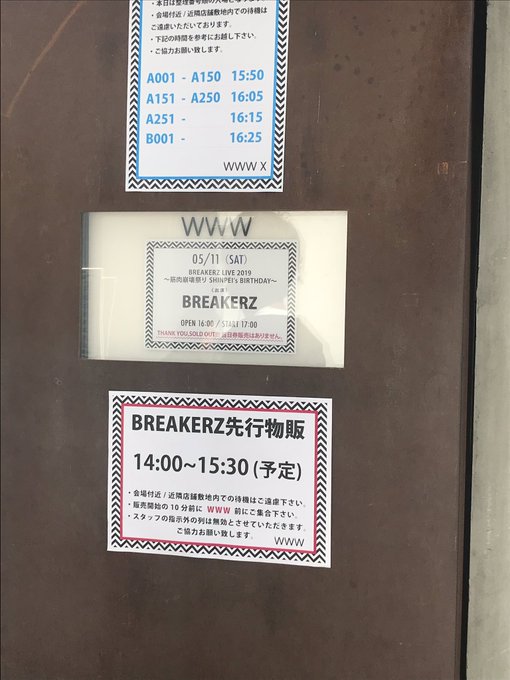 ・本日は整理番号順の入場となります。
・会場付近 / 近隣店舗敷地内での待機は
ご遠慮いただいております。
・下記の時間を参考にお越し下さい。
・ご協力お願い致します。
A001 - A150 15:50
A151 - A250 16:05
A251 - 16:15
B001 - 16:25
WWW X
WWW
05/11 (SAT)
BREAKERZ LIVE 2019
～筋肉崩壊祭り SHINPEI's BIRTHDAY～
(出演)
BREAKERZ
OPEN 16:00 / START 17:00
THANK YOU,SOLD OUT!! 当日券販売はありません。
BREAKERZ先行物販
14:00~15:30 (予定)
・会場付近 / 近隣店舗敷地内での待機はご遠慮下さい。
・販売開始の 10 分前に WWW 前にご集合下さい。
・スタッフの指示外の列は無効とさせていただきます。
ご協力お願い致します。
WWW